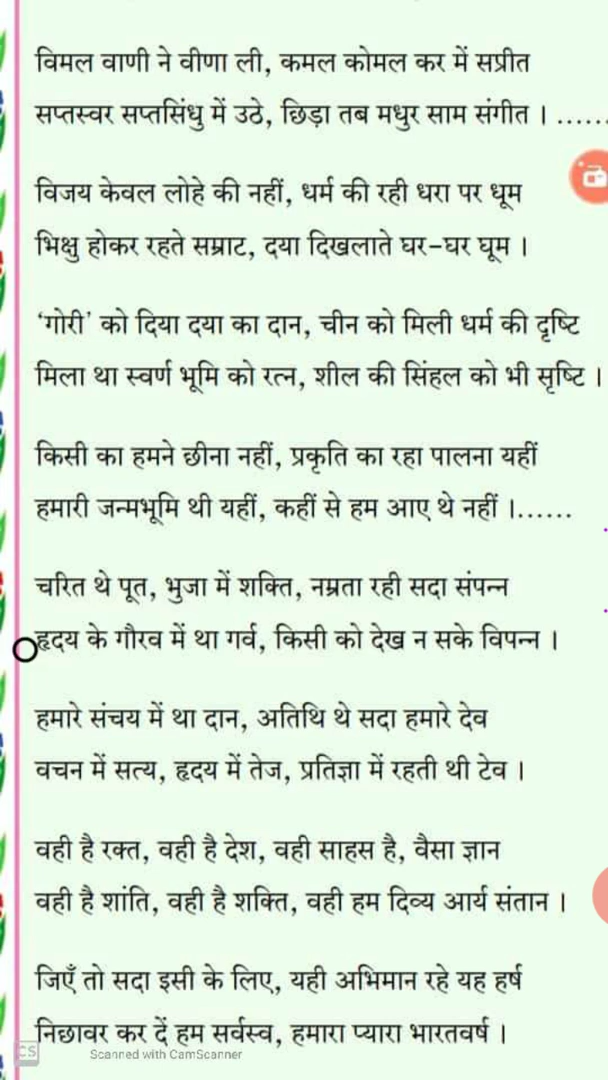 विमल वाणी ने वीणा ली, कमल कोमल कर में सप्रीत
सप्तस्वर सप्तसिंधु में उठे, छिड़ा तब मधुर साम संगीत । ......
विजय केवल लोहे की नहीं, धर्म की रही धरा पर धूम
भिक्षु होकर रहते सम्राट, दया दिखलाते घर-घर घूम ।
‘गोरी’ को दिया दया का दान, चीन को मिली धर्म की दृष्टि
मिला था स्वर्ण भूमि को रत्न, शील की सिंहल को भी सृष्टि ।
किसी का हमने छीना नहीं, प्रकृति का रहा पालना यहीं
हमारी जन्मभूमि थी यहीं, कहीं से हम आए थे नहीं ।......
चरित थे पूत, भुजा में शक्ति, नम्रता रही सदा संपन्न
हृदय के गौरव में था गर्व, किसी को देख न सके विपन्न ।
हमारे संचय में था दान, अतिथि थे सदा हमारे देव
वचन में सत्य, हृदय में तेज, प्रतिज्ञा में रहती थी टेव ।
वही है रक्त, वही है देश, वही साहस है, वैसा ज्ञान
वही है शांति, वही है शक्ति, वही हम दिव्य आर्य संतान ।
जिएँ तो सदा इसी के लिए, यही अभिमान रहे यह हर्ष
निछावर कर दें हम सर्वस्व, हमारा प्यारा भारतवर्ष ।
CS Scanned with CamScanner